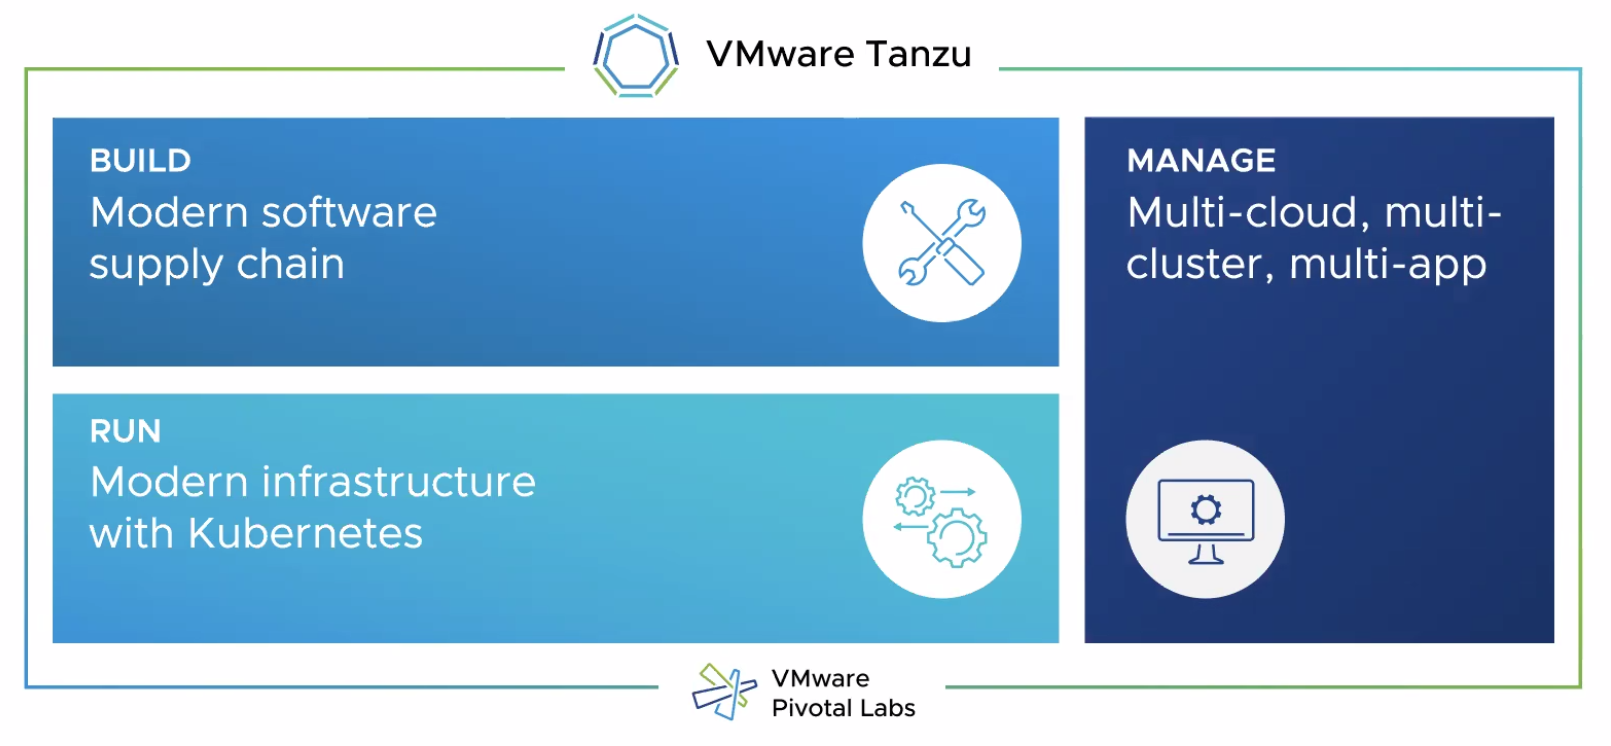 VMware Tanzu
BUILD
Modern software
supply chain
RUN
Modern infrastructure
with Kubernetes
MANAGE
Multi-cloud, multi-
cluster, multi-app
VMware
Pivotal Labs